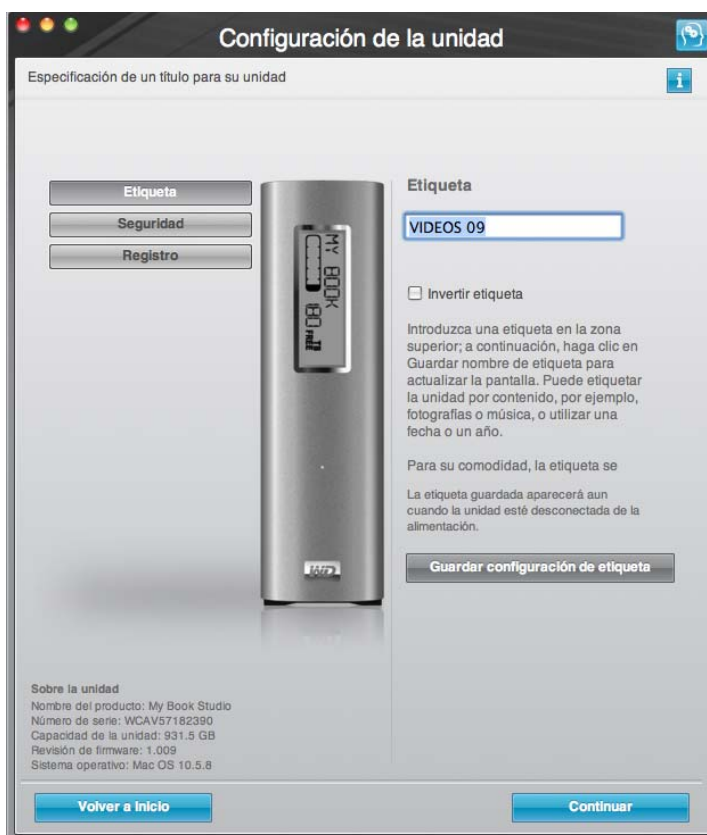 Configuración de la unidad
Especificación de un título para su unidad
i
Etiqueta
Seguridad
Registro
MY BOOK
180 TB
FREE
WD
Etiqueta
VIDEOS 09
Invertir etiqueta
Introduzca una etiqueta en la zona
superior; a continuación, haga clic en
Guardar nombre de etiqueta para
actualizar la pantalla. Puede etiquetar
la unidad por contenido, por ejemplo,
fotografías o música, o utilizar una
fecha o un año.
Para su comodidad, la etiqueta se
La etiqueta guardada aparecerá aun
cuando la unidad esté desconectada de la
alimentación.
Guardar configuración de etiqueta
Sobre la unidad
Nombre del producto: My Book Studio
Número de serie: WCAV57182390
Capacidad de la unidad: 931.5 GB
Revisión de firmware: 1.009
Sistema operativo: Mac OS 10.5.8
Volver a Inicio
Continuar